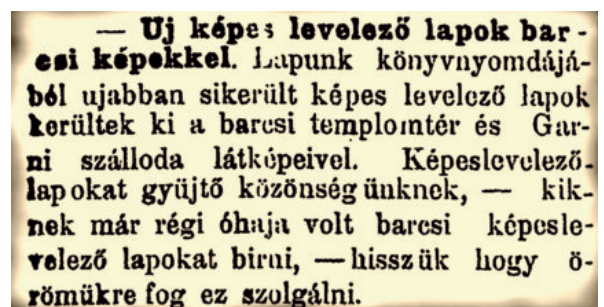 — Uj képes levelező lapok bar-
csi képekkel. Lapunk könyvnyomdájá-
ból ujabban sikerült képes levelező lapok
kerültek ki a barcsi templomtér és Gar-
ni szálloda látképeivel. Képeslevelező-
lapokat gyüjtő közönségünknek, — kik-
nek már régi óhaja volt barcsi képesle-
velező lapokat birni, — hisszük hogy ö-
römükre fog ez szolgálni.